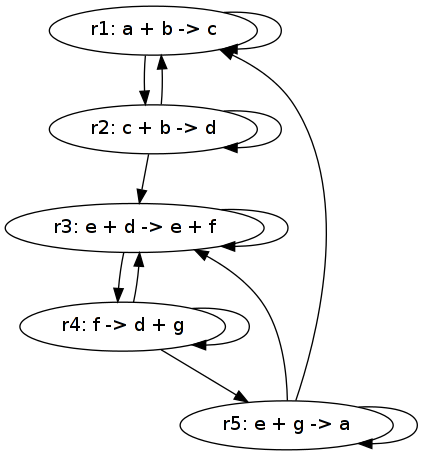 r1: a + b -> c
r2: c + b -> d
r3: e + d -> e + f
r4: f -> d + g
r5: e + g -> a